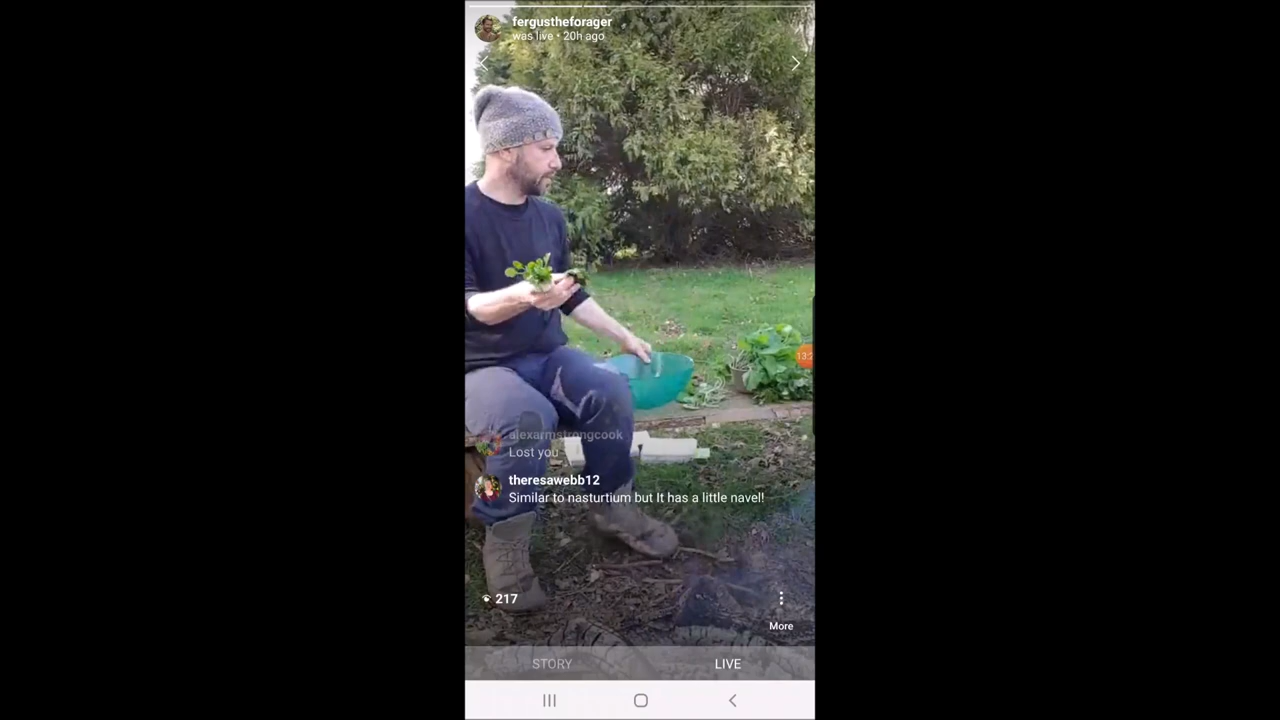 fergustheforager
was live • 20h ago
alexarmstrongcook
Lost you
theresawebb12
Similar to nasturtium but It has a little navel!
217
More
STORY
LIVE